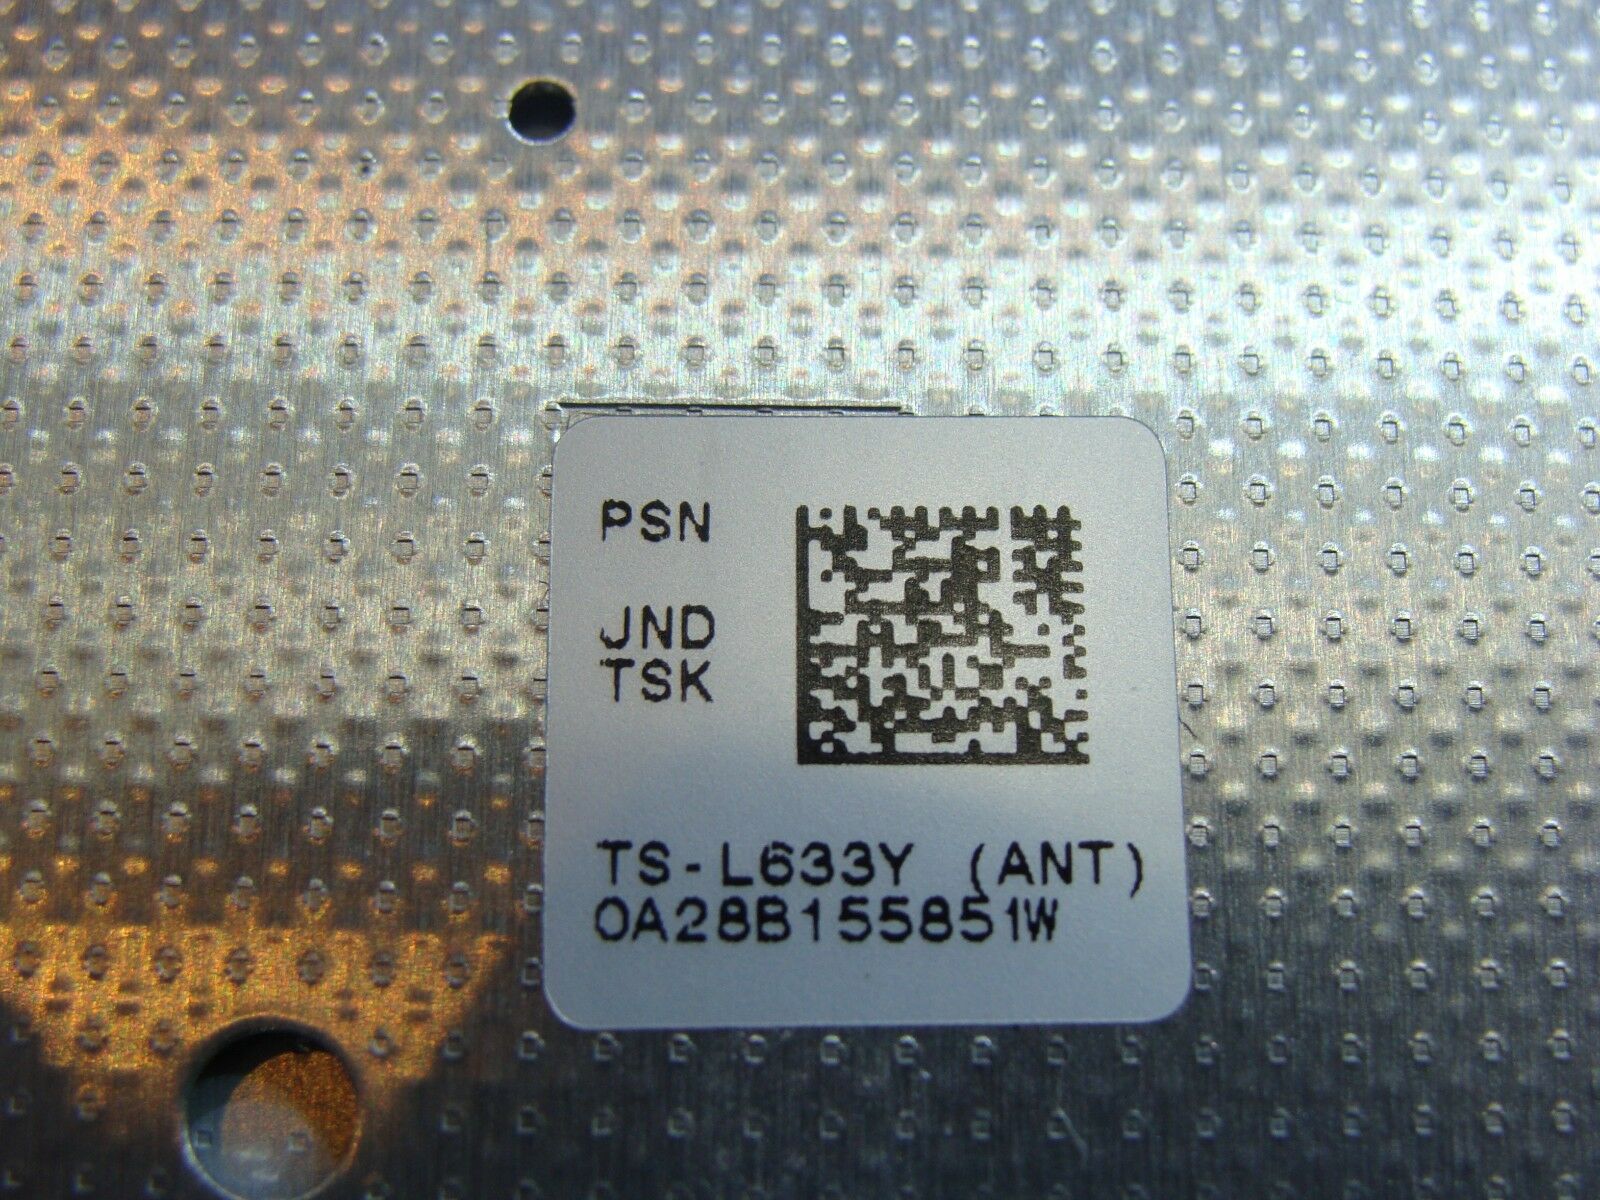 PSN
JND
TSK
TS-L633Y (ANT)
0A28B155851W